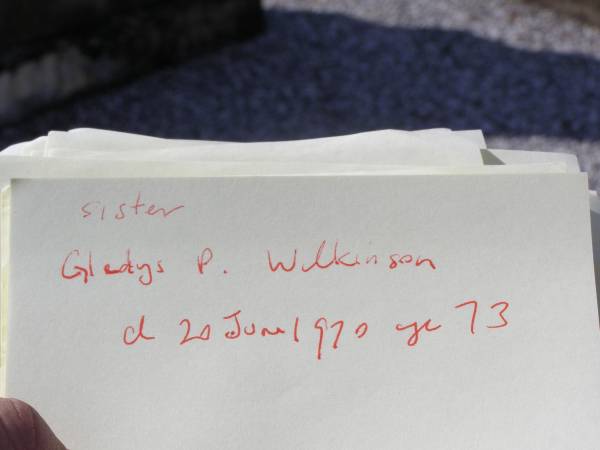 sister
Gladys P. Wilkinson
d 20 June 1970 age 73